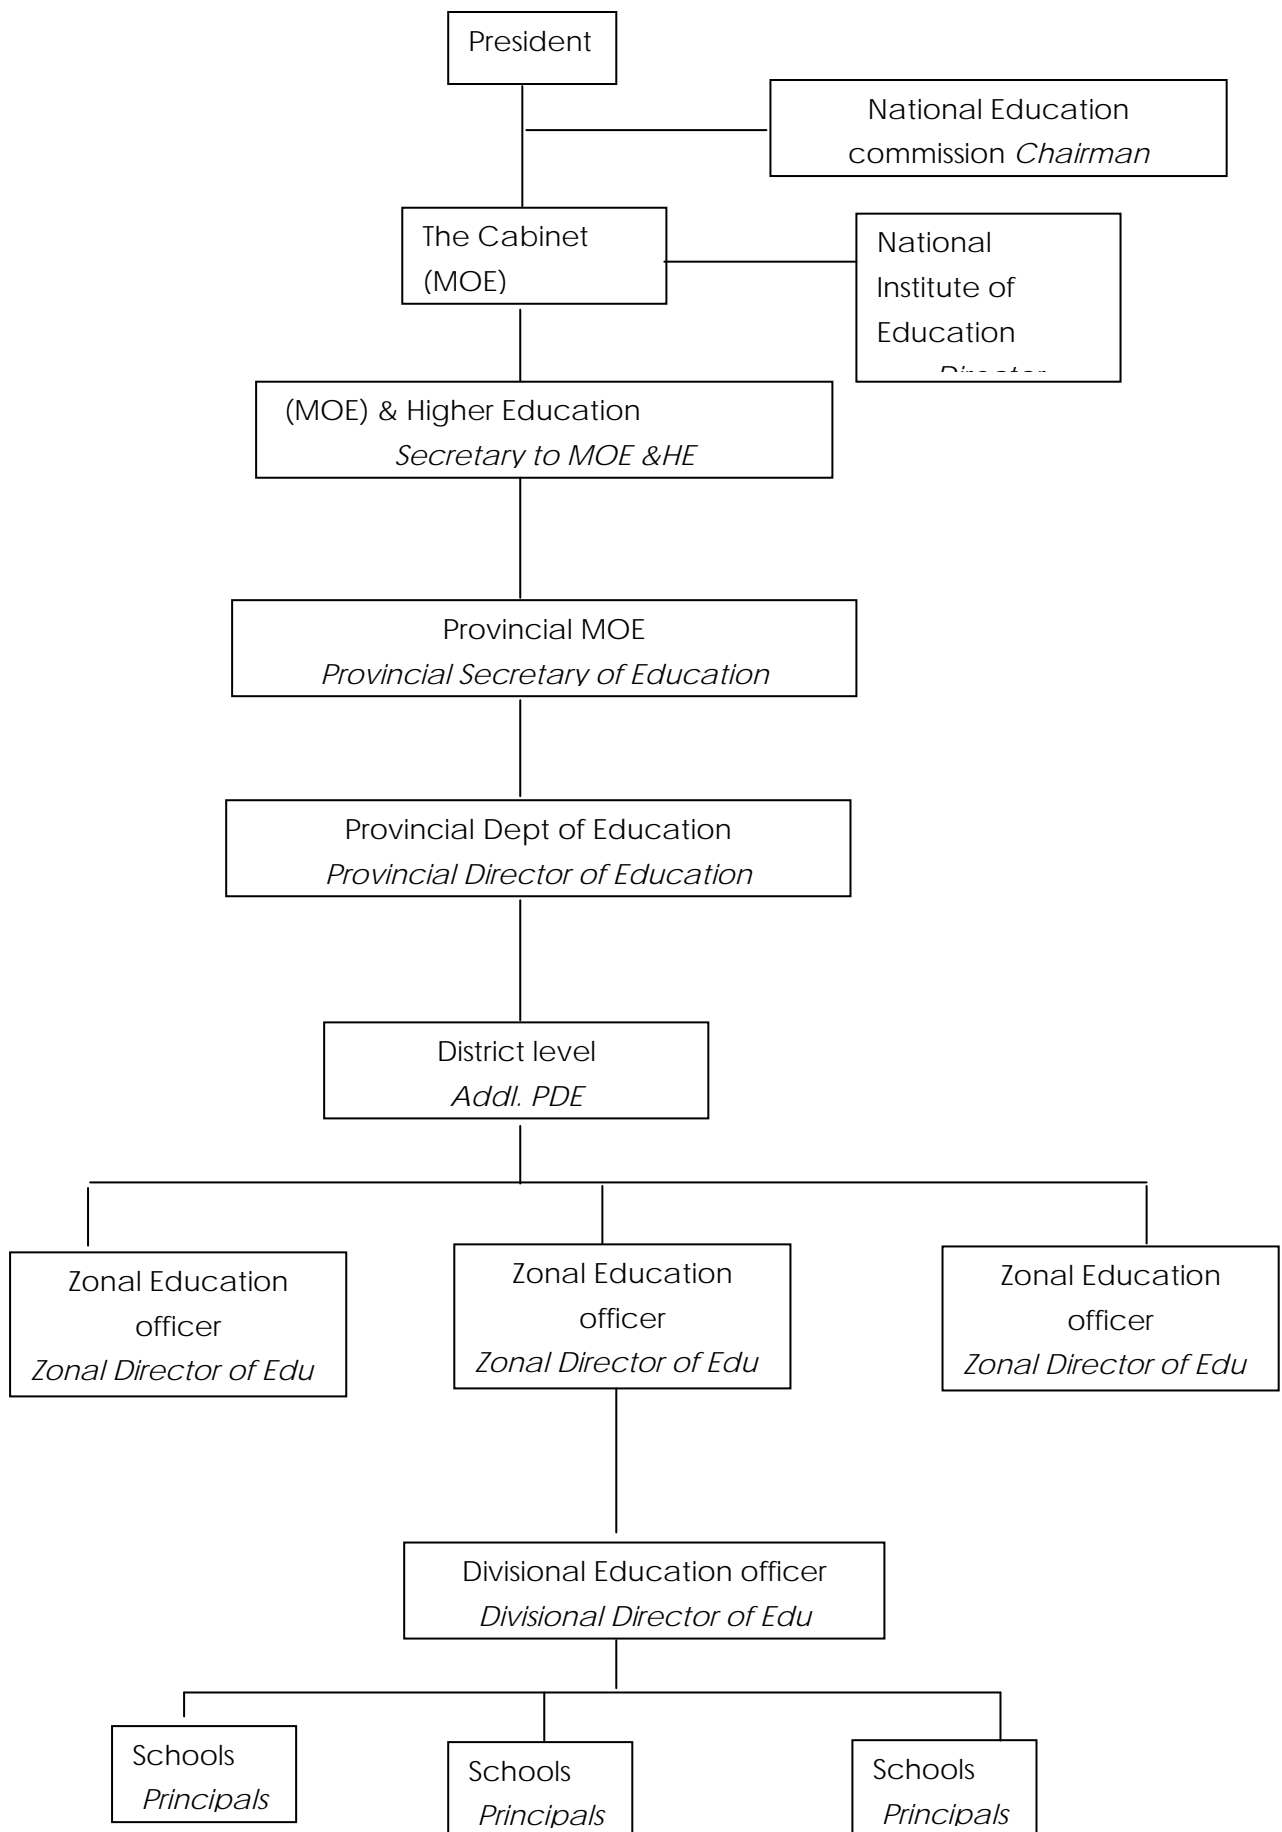 President
National Education
commission Chairman
The Cabinet
(MOE)
National
Institute of
Education
Director
(MOE) & Higher Education
Secretary to MOE &HE
Provincial MOE
Provincial Secretary of Education
Provincial Dept of Education
Provincial Director of Education
District level
Addl. PDE
Zonal Education
officer
Zonal Director of Edu
Zonal Education
officer
Zonal Director of Edu
Zonal Education
officer
Zonal Director of Edu
Divisional Education officer
Divisional Director of Edu
Schools
Principals
Schools
Principals
Schools
Principals